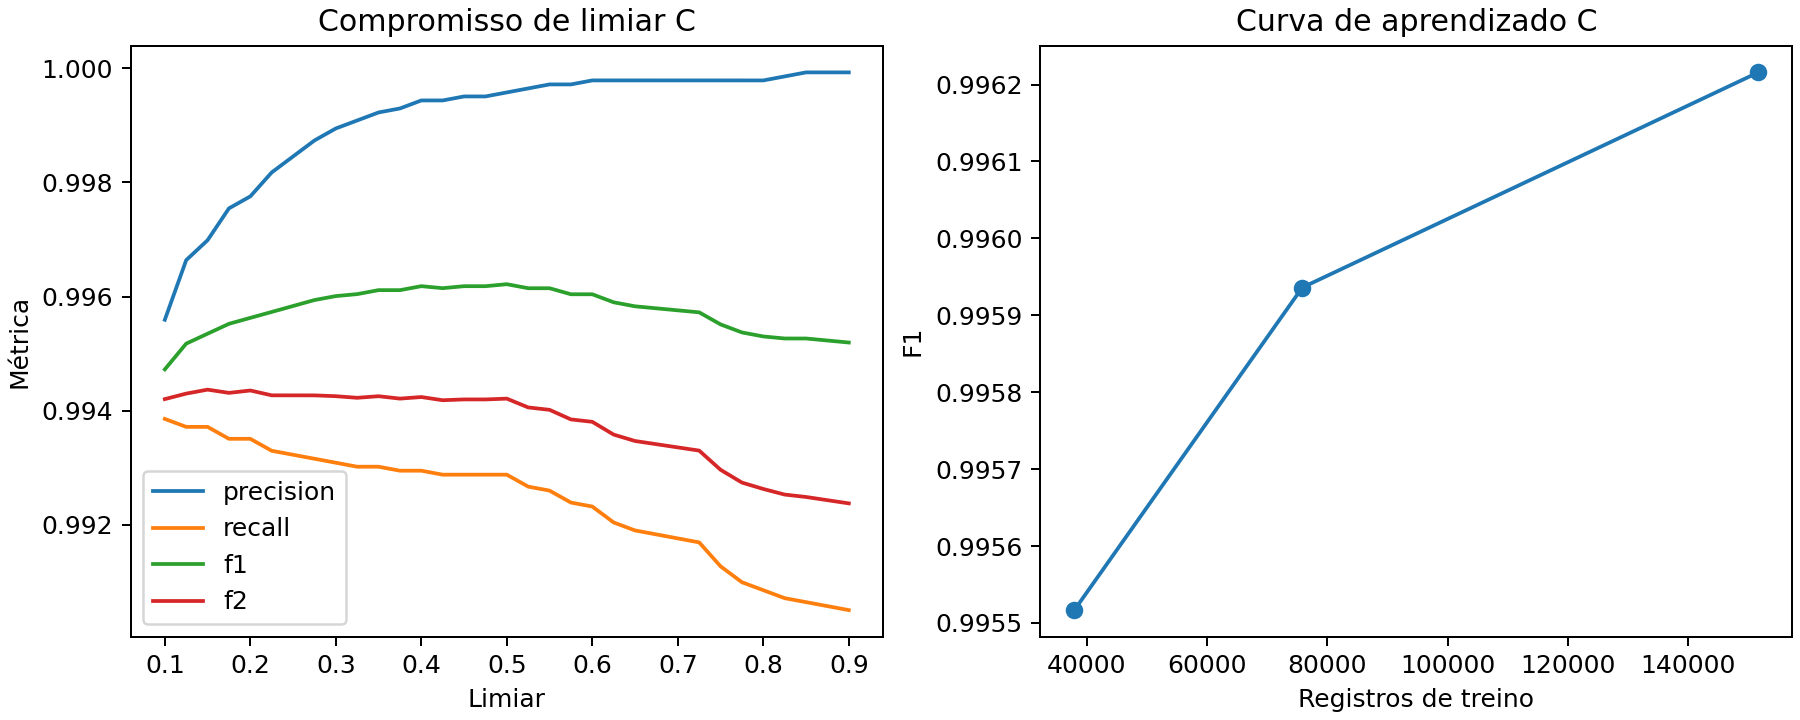 Compromisso de limiar C
1.000
0.998
0.996
0.994
0.992
Métrica
precision
recall
f1
f2
0.1 0.2 0.3 0.4 0.5 0.6 0.7 0.8 0.9
Limiar
Curva de aprendizado C
0.9962
0.9961
0.9960
0.9959
0.9958
0.9957
0.9956
0.9955
F1
40000 60000 80000 100000 120000 140000
Registros de treino